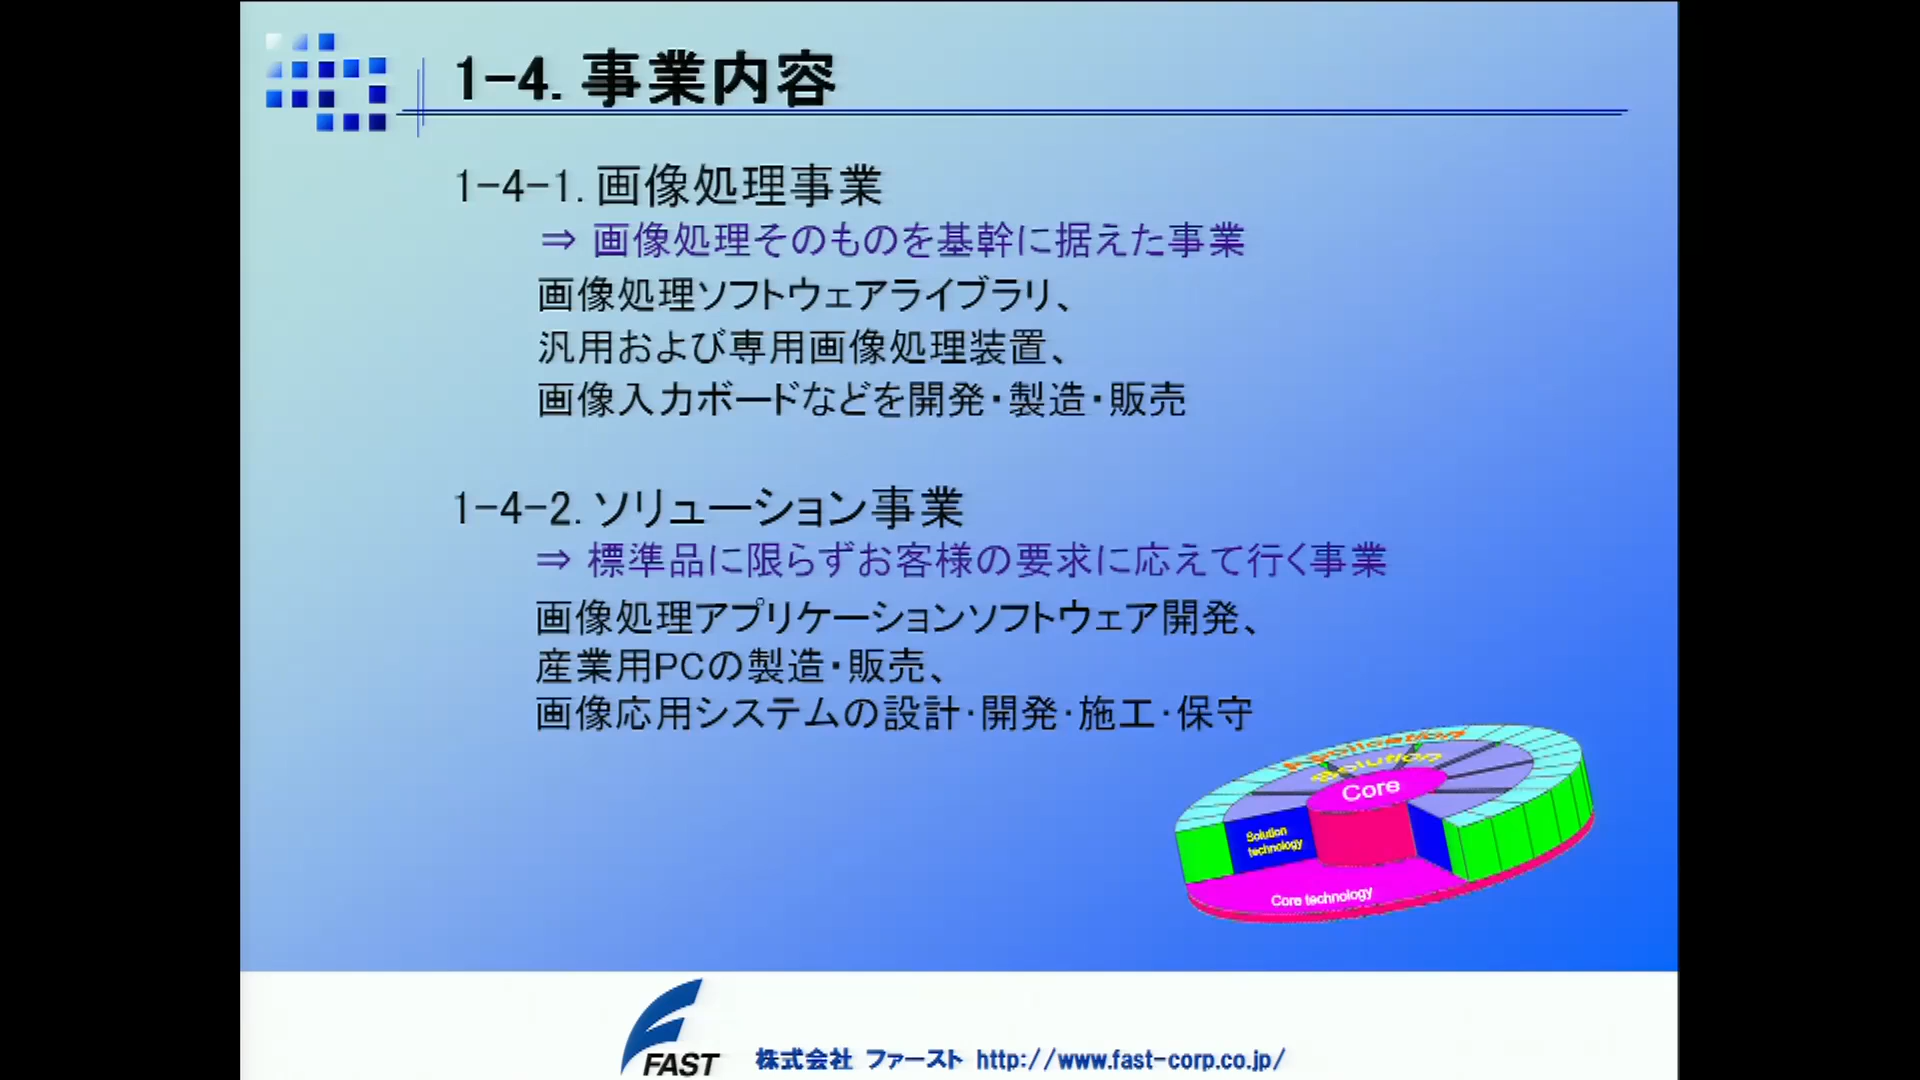 1-4. 事業内容
1-4-1. 画像処理事業
⇒ 画像処理そのものを基幹に据えた事業
画像処理ソフトウェアライブラリ、
汎用および専用画像処理装置、
画像入力ボードなどを開発・製造・販売
1-4-2. ソリューション事業
⇒ 標準品に限らずお客様の要求に応えて行く事業
画像処理アプリケーションソフトウェア開発、
産業用PCの製造・販売、
画像応用システムの設計・開発・施工・保守
Application
Solution
Core
Solution
technology
Core technology
FAST
株式会社 ファースト http://www.fast-corp.co.jp/